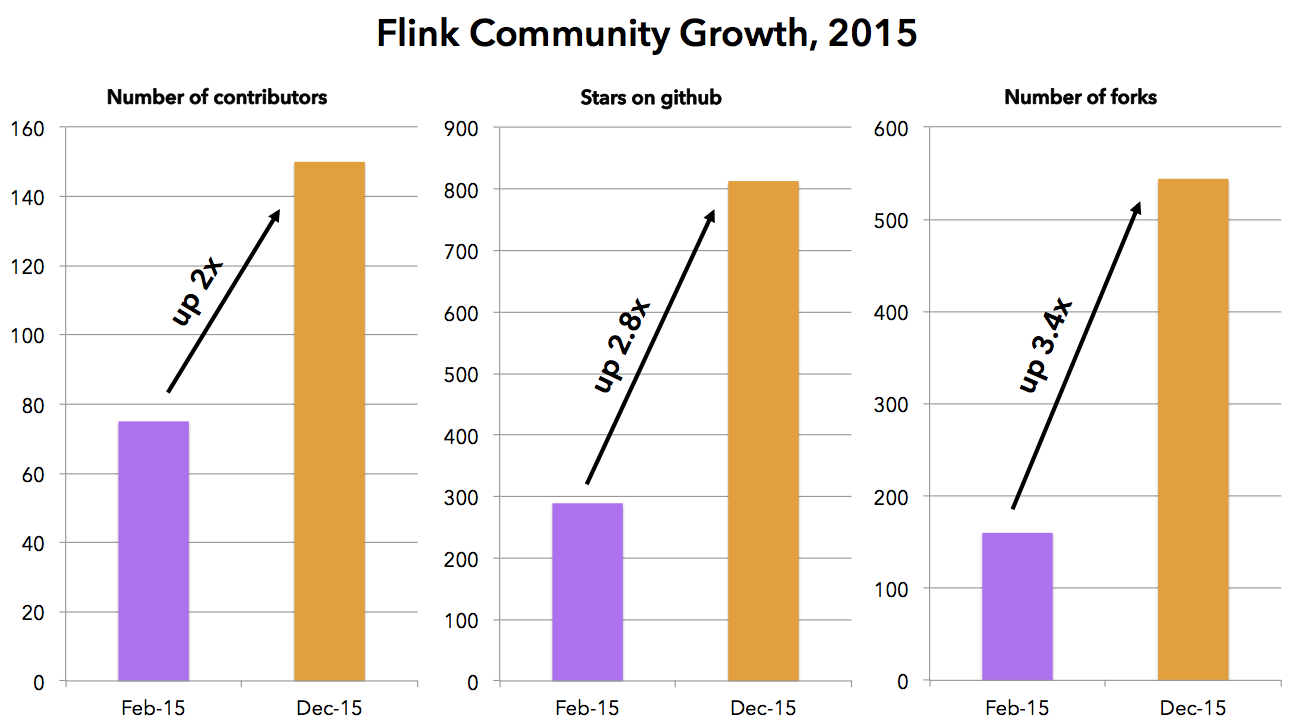 Flink Community Growth, 2015
Number of contributors
160
140
120
100
80
60
40
20
0
up 2x
Feb-15
Dec-15
Stars on github
900
800
700
600
500
400
300
200
100
0
up 2.8x
Feb-15
Dec-15
Number of forks
600
500
400
300
200
100
0
up 3.4x
Feb-15
Dec-15